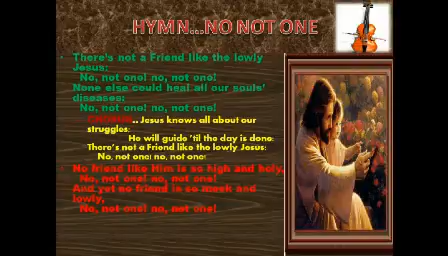 HYMN...NO NOT ONE
There's not a Friend like the lowly
Jesus:
No, not one! no, not one!
None else could heal all our souls'
diseases:
No, not one! no, not one!
CHORUS.. Jesus knows all about our
struggles:
He will guide 'til the day is done:
There's not a Friend like the lowly Jesus:
No, not one! no, not one!
No friend like Him is so high and holy,
No, not one! no, not one!
And yet no friend is so meek and
lowly,
No, not one! no, not one!